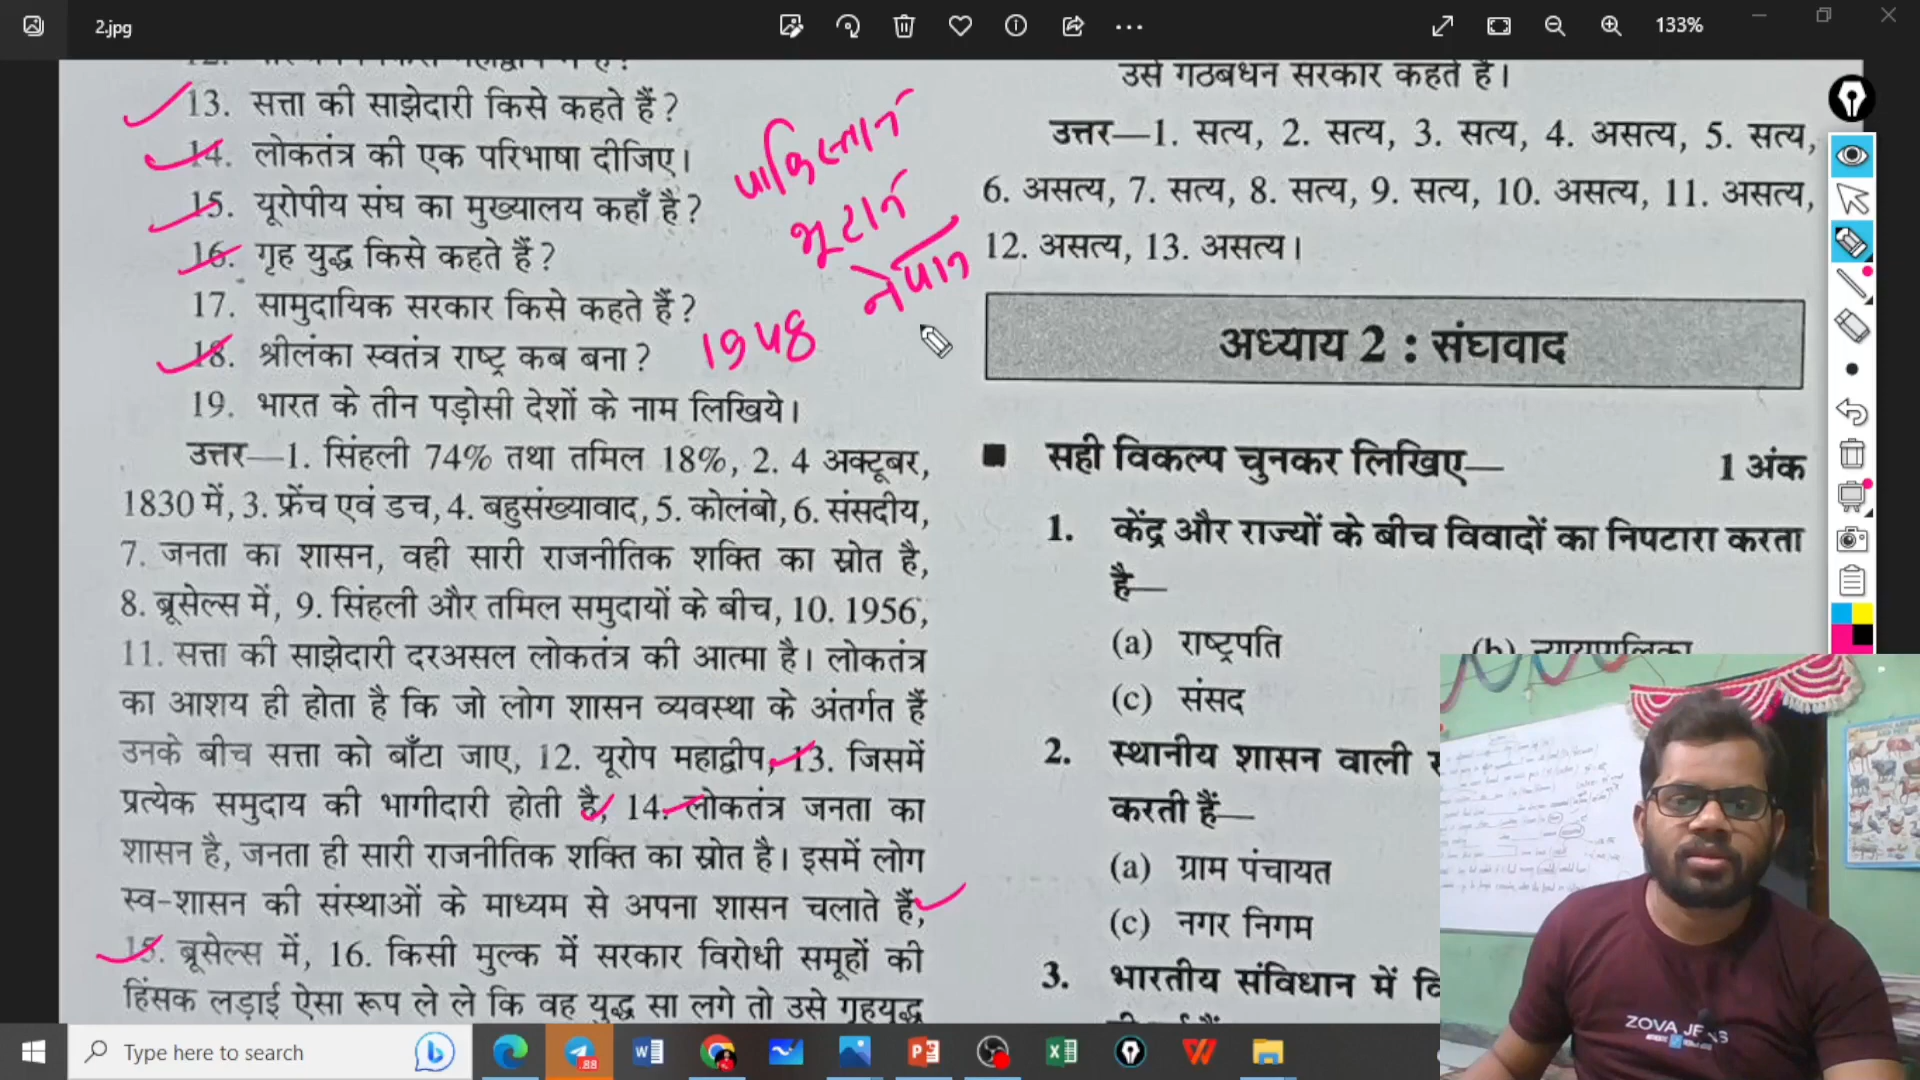 2.jpg
133%
13. सत्ता की साझेदारी किसे कहते हैं?
14. लोकतंत्र की एक परिभाषा दीजिए।
15. यूरोपीय संघ का मुख्यालय कहाँ है?
16. गृह युद्ध किसे कहते हैं?
17. सामुदायिक सरकार किसे कहते हैं?
18. श्रीलंका स्वतंत्र राष्ट्र कब बना?
19. भारत के तीन पड़ोसी देशों के नाम लिखिये।
पाकिस्तान
भूटान
नेपाल
1948
उत्तर—1. सिंहली 74% तथा तमिल 18%, 2. 4 अक्टूबर,
1830 में, 3. फ्रेंच एवं डच, 4. बहुसंख्यावाद, 5. कोलंबो, 6. संसदीय,
7. जनता का शासन, वही सारी राजनीतिक शक्ति का स्रोत है,
8. ब्रूसेल्स में, 9. सिंहली और तमिल समुदायों के बीच, 10. 1956,
11. सत्ता की साझेदारी दरअसल लोकतंत्र की आत्मा है। लोकतंत्र
का आशय ही होता है कि जो लोग शासन व्यवस्था के अंतर्गत हैं
उनके बीच सत्ता को बाँटा जाए, 12. यूरोप महाद्वीप, 13. जिसमें
प्रत्येक समुदाय की भागीदारी होती है, 14. लोकतंत्र जनता का
शासन है, जनता ही सारी राजनीतिक शक्ति का स्रोत है। इसमें लोग
स्व-शासन की संस्थाओं के माध्यम से अपना शासन चलाते हैं,
15. ब्रूसेल्स में, 16. किसी मुल्क में सरकार विरोधी समूहों की
हिंसक लड़ाई ऐसा रूप ले ले कि वह युद्ध सा लगे तो उसे गृहयुद्ध
उसे गठबंधन सरकार कहते हैं।
उत्तर—1. सत्य, 2. सत्य, 3. सत्य, 4. असत्य, 5. सत्य,
6. असत्य, 7. सत्य, 8. सत्य, 9. सत्य, 10. असत्य, 11. असत्य,
12. असत्य, 13. असत्य।
अध्याय 2 : संघवाद
■ सही विकल्प चुनकर लिखिए— 1 अंक
1. केंद्र और राज्यों के बीच विवादों का निपटारा करता
है—
(a) राष्ट्रपति (b) न्यायपालिका
(c) संसद
2. स्थानीय शासन वाली
करती हैं—
(a) ग्राम पंचायत
(c) नगर निगम
3. भारतीय संविधान में
ZOVA JEANS
Type here to search
88